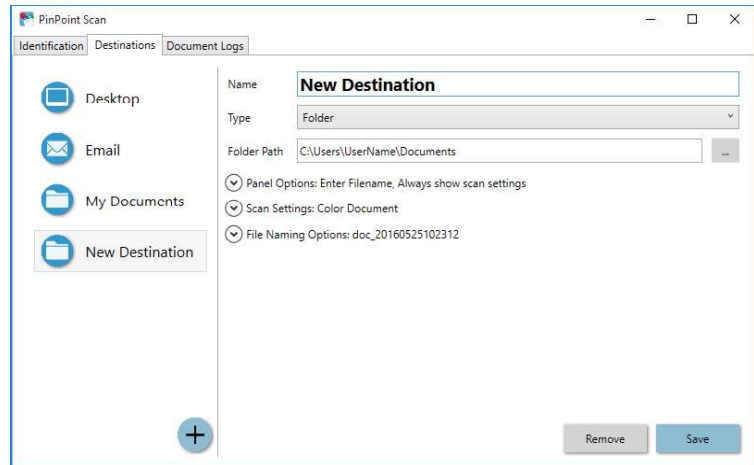 PinPoint Scan
Identification Destinations Document Logs
Desktop
Email
My Documents
New Destination
Name New Destination
Type Folder
Folder Path C:\Users\UserName\Documents ...
Panel Options: Enter Filename, Always show scan settings
Scan Settings: Color Document
File Naming Options: doc_20160525102312
Remove Save